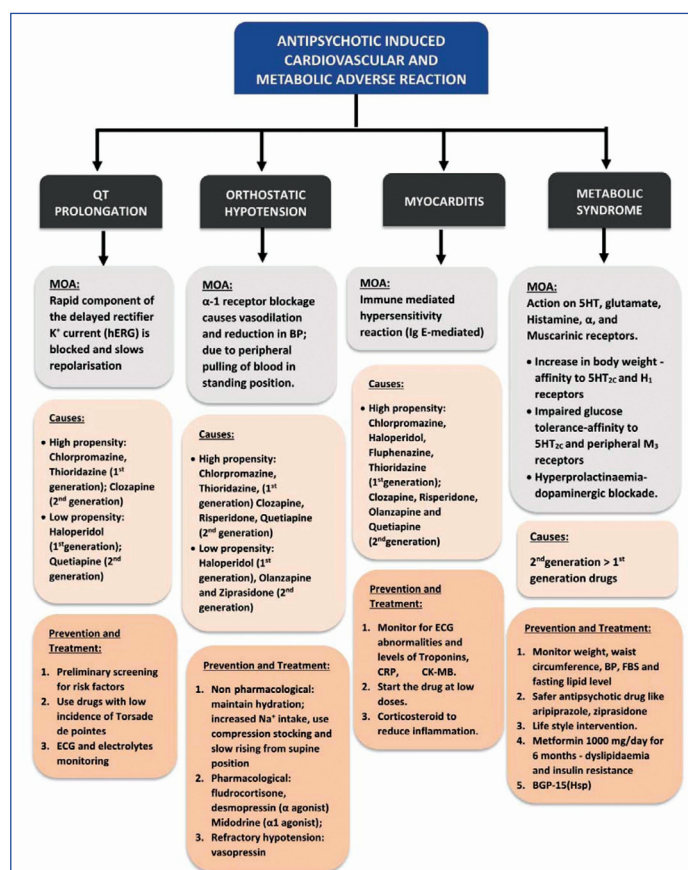 ANTIPSYCHOTIC INDUCED
CARDIOVASCULAR AND
METABOLIC ADVERSE REACTION
QT
PROLONGATION
MOA:
Rapid component of
the delayed rectifier
K⁺ current (hERG) is
blocked and slows
repolarisation
Causes:
• High propensity:
Chlorpromazine,
Thioridazine (1ˢᵗ
generation); Clozapine
(2ⁿᵈ generation)
• Low propensity:
Haloperidol
(1ˢᵗgeneration);
Quetiapine (2ⁿᵈ
generation)
Prevention and
Treatment:
1. Preliminary screening
for risk factors
2. Use drugs with low
incidence of Torsade
de pointes
3. ECG and electrolytes
monitoring
ORTHOSTATIC
HYPOTENSION
MOA:
α-1 receptor blockage
causes vasodilation
and reduction in BP;
due to peripheral
pulling of blood in
standing position.
Causes:
• High propensity:
Chlorpromazine,
Thioridazine, (1ˢᵗ
generation) Clozapine,
Risperidone, Quetiapine
(2ⁿᵈ generation)
• Low propensity:
Haloperidol (1ˢᵗ
generation), Olanzapine
and Ziprasidone (2ⁿᵈ
generation)
Prevention and Treatment:
1. Non pharmacological:
maintain hydration;
increased Na⁺ intake, use
compression stocking and
slow rising from supine
position
2. Pharmacological:
fludrocortisone,
desmopressin (α agonist)
Midodrine (α1 agonist);
3. Refractory hypotension:
vasopressin
MYOCARDITIS
MOA:
Immune mediated
hypersensitivity
reaction (Ig E-mediated)
Causes:
• High propensity:
Chlorpromazine,
Haloperidol,
Fluphenazine,
Thioridazine
(1ˢᵗgeneration);
Clozapine, Risperidone,
Olanzapine and
Quetiapine
(2ⁿᵈgeneration)
Prevention and
Treatment:
1. Monitor for ECG
abnormalities and
levels of Troponins,
CRP, CK-MB.
2. Start the drug at low
doses.
3. Corticosteroid to
reduce inflammation.
METABOLIC
SYNDROME
MOA:
Action on 5HT, glutamate,
Histamine, α, and
Muscarinic receptors.
• Increase in body weight -
affinity to 5HT₂C and H₁
receptors
• Impaired glucose
tolerance-affinity to
5HT₂C and peripheral M₃
receptors
• Hyperprolactinaemia-
dopaminergic blockade.
Causes:
2ⁿᵈgeneration > 1ˢᵗ
generation drugs
Prevention and Treatment:
1. Monitor weight, waist
circumference, BP, FBS and
fasting lipid level
2. Safer antipsychotic drug like
aripiprazole, ziprasidone
3. Life style intervention.
4. Metformin 1000 mg/day for
6 months - dyslipidaemia
and insulin resistance
5. BGP-15(Hsp)